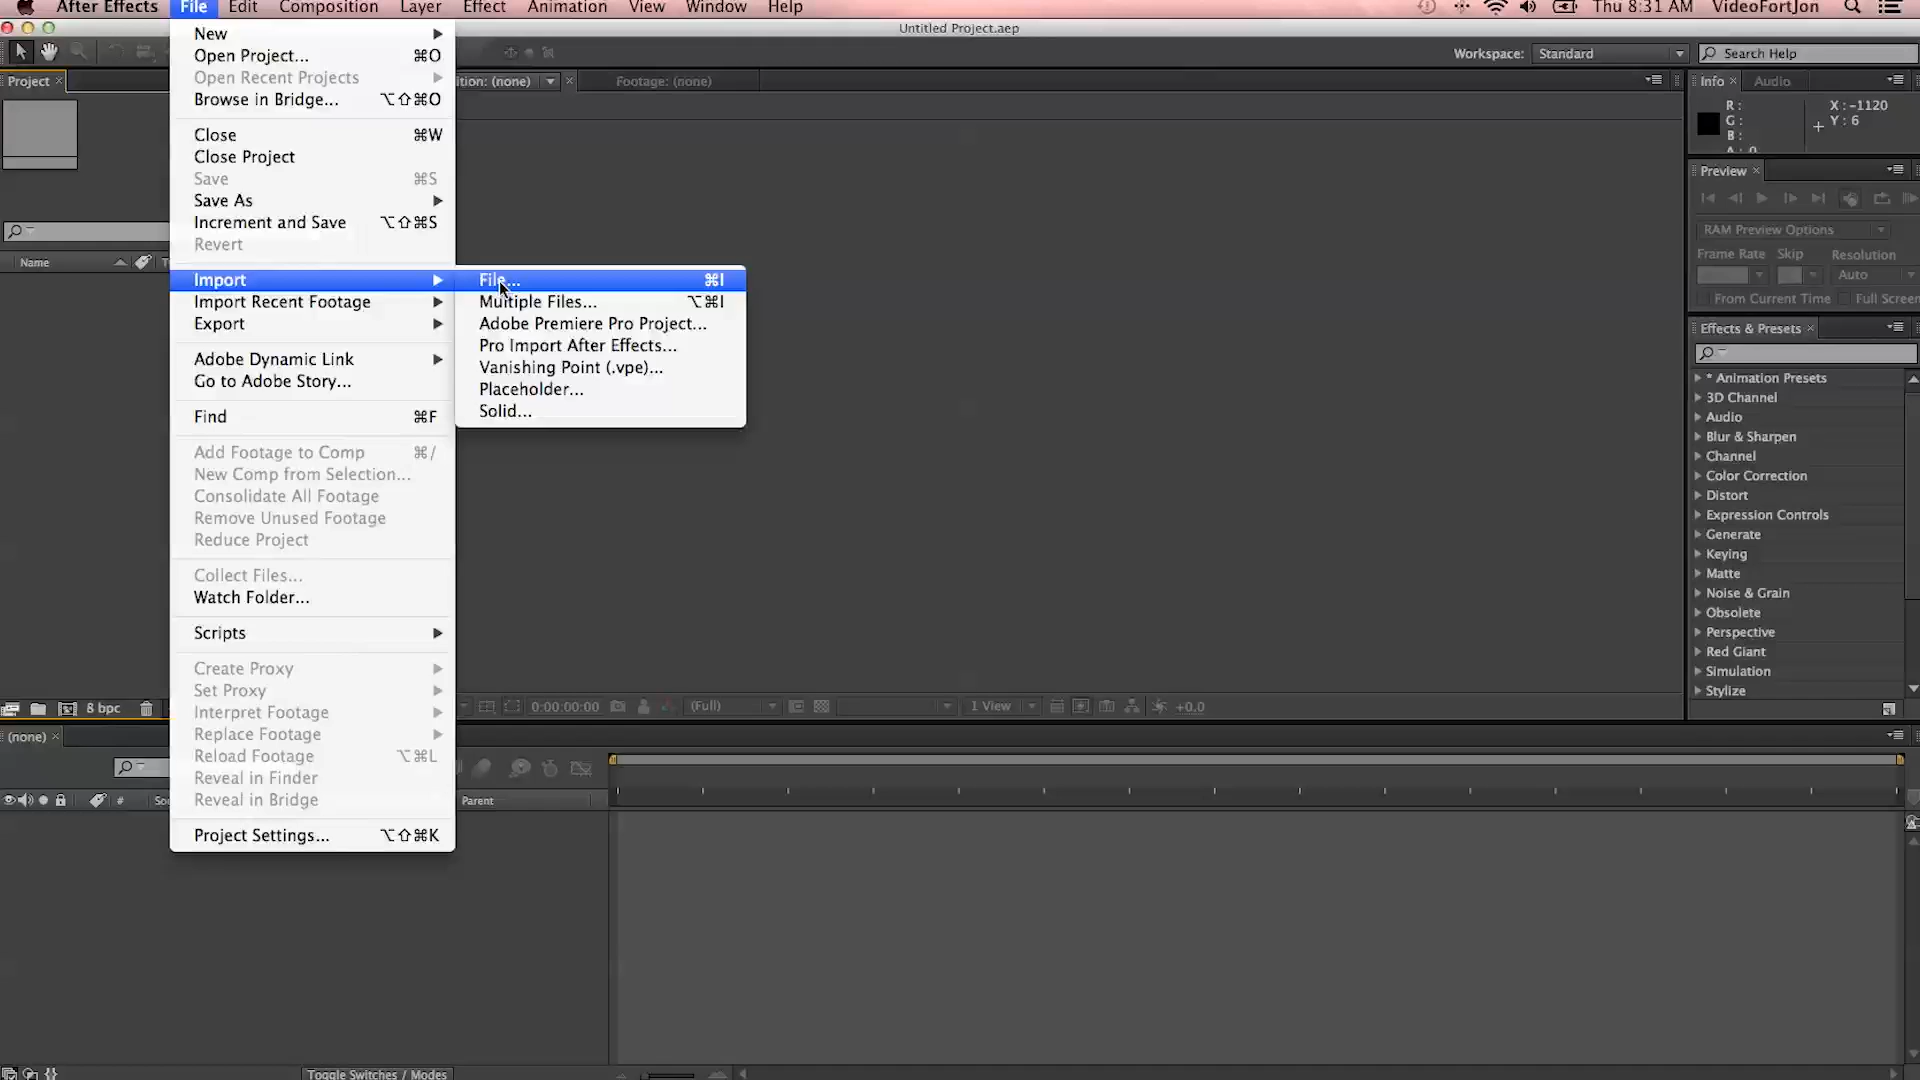 After Effects File Edit Composition Layer Effect Animation View Window Help Thu 8:31 AM VideoFortJon
Untitled Project.aep
Workspace: Standard Search Help
Project
ition: (none)
Footage: (none)
Info Audio
R:
G:
B:
A: 0
X: -1120
Y: 6
New
Open Project... ⌘O
Open Recent Projects
Browse in Bridge... ⌥⇧⌘O
Close ⌘W
Close Project
Save ⌘S
Save As
Increment and Save ⌥⇧⌘S
Revert
Import
Import Recent Footage
Export
Adobe Dynamic Link
Go to Adobe Story...
Find ⌘F
Add Footage to Comp ⌘/
New Comp from Selection...
Consolidate All Footage
Remove Unused Footage
Reduce Project
Collect Files...
Watch Folder...
Scripts
Create Proxy
Set Proxy
Interpret Footage
Replace Footage
Reload Footage ⌥⌘L
Reveal in Finder
Reveal in Bridge
Project Settings... ⌥⇧⌘K
File... ⌘I
Multiple Files... ⌥⌘I
Adobe Premiere Pro Project...
Pro Import After Effects...
Vanishing Point (.vpe)...
Placeholder...
Solid...
Name
8 bpc
0:00:00:00 (Full) 1 View +0.0
Preview
RAM Preview Options
Frame Rate Skip Resolution
Auto
From Current Time Full Screen
Effects & Presets
* Animation Presets
3D Channel
Audio
Blur & Sharpen
Channel
Color Correction
Distort
Expression Controls
Generate
Keying
Matte
Noise & Grain
Obsolete
Perspective
Red Giant
Simulation
Stylize
(none)
# Sou Parent
Toggle Switches / Modes